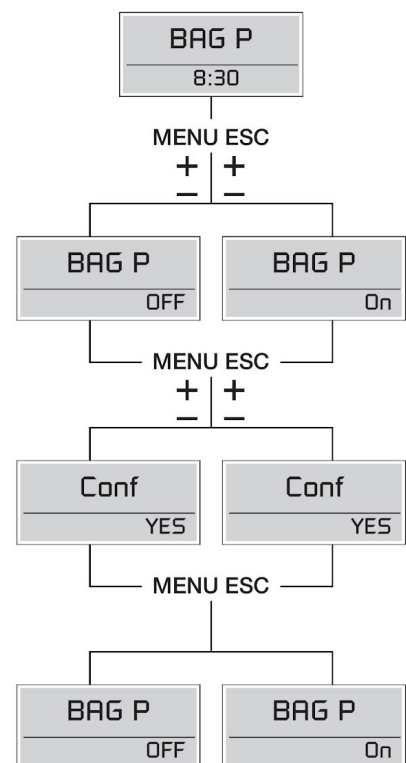 BAG P
8:30
MENU ESC
+ +
– –
BAG P BAG P
OFF On
MENU ESC
+ +
– –
Conf Conf
YES YES
MENU ESC
BAG P BAG P
OFF On